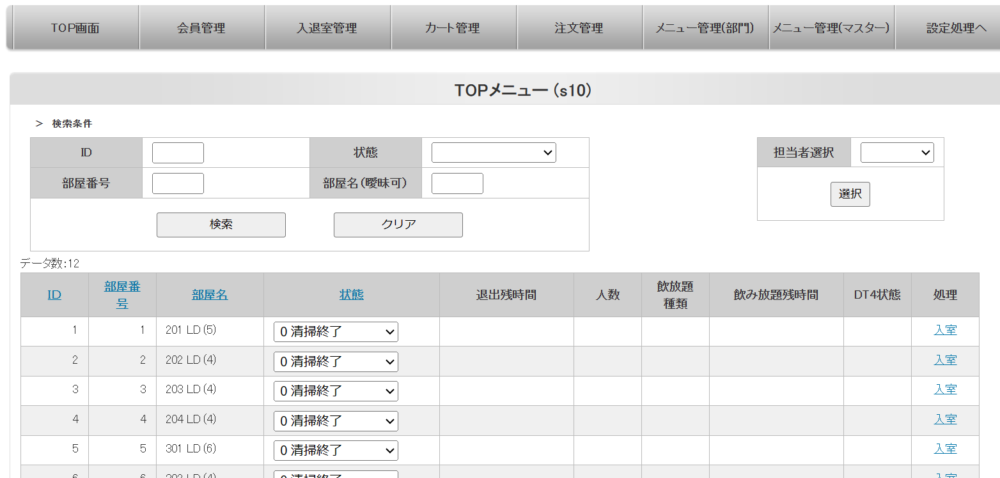 TOP画面 会員管理 入退室管理 カート管理 注文管理 メニュー管理(部門) メニュー管理(マスター) 設定処理へ
TOPメニュー（s10）
＞ 検索条件
ID 状態 担当者選択
部屋番号 部屋名（曖昧可）
選択
検索 クリア
データ数：12
ID 部屋番号 部屋名 状態 退出残時間 人数 飲放題種類 飲み放題残時間 DT4状態 処理
1 1 201 LD（5） 0 清掃終了 入室
2 2 202 LD（4） 0 清掃終了 入室
3 3 203 LD（4） 0 清掃終了 入室
4 4 204 LD（4） 0 清掃終了 入室
5 5 301 LD（6） 0 清掃終了 入室